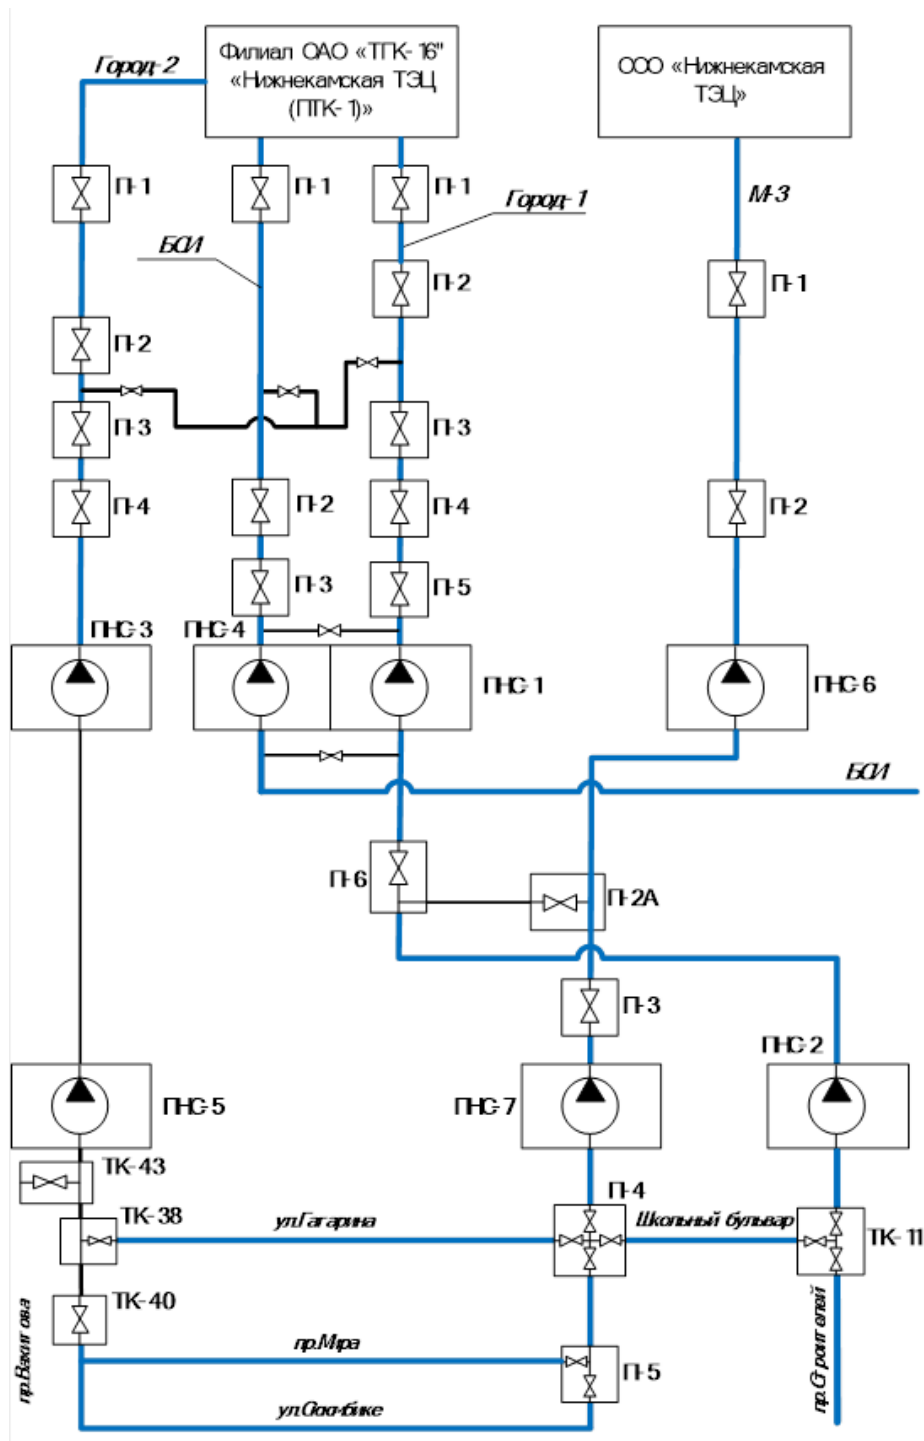 Город-2
Филиал ОАО «ТГК-16"
«Нижнекамская ТЭЦ
(ПТК-1)»
ООО «Нижнекамская
ТЭЦ»
П-1
П-1
П-1
М-3
Город-1
БСИ
П-2
П-1
П-2
П-3
П-3
П-4
П-2
П-4
П-2
П-3
П-5
ПНС-3
ПНС-4
ПНС-1
ПНС-6
БСИ
П-6
П-2А
П-3
ПНС-2
ПНС-5
ПНС-7
ТК-43
П-4
ТК-38
ул.Гагарина
Школьный бульвар
ТК-11
ТК-40
пр.Вахитова
пр.Мира
П-5
пр.Строителей
ул.Сююмбике